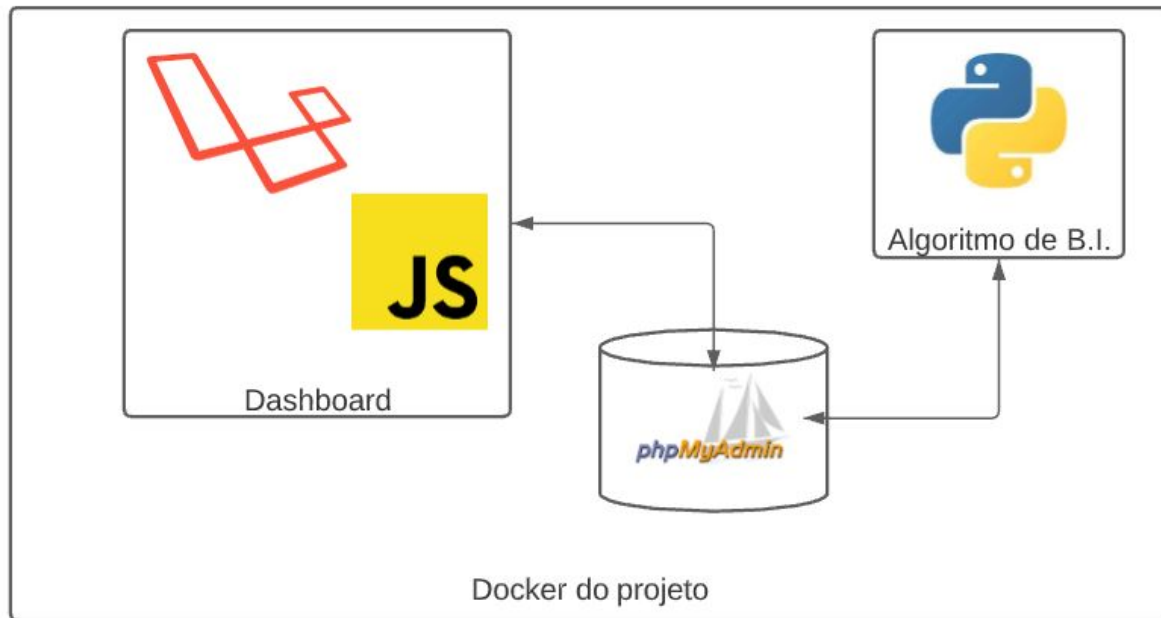 JS
Dashboard
Algoritmo de B.I.
phpMyAdmin
Docker do projeto